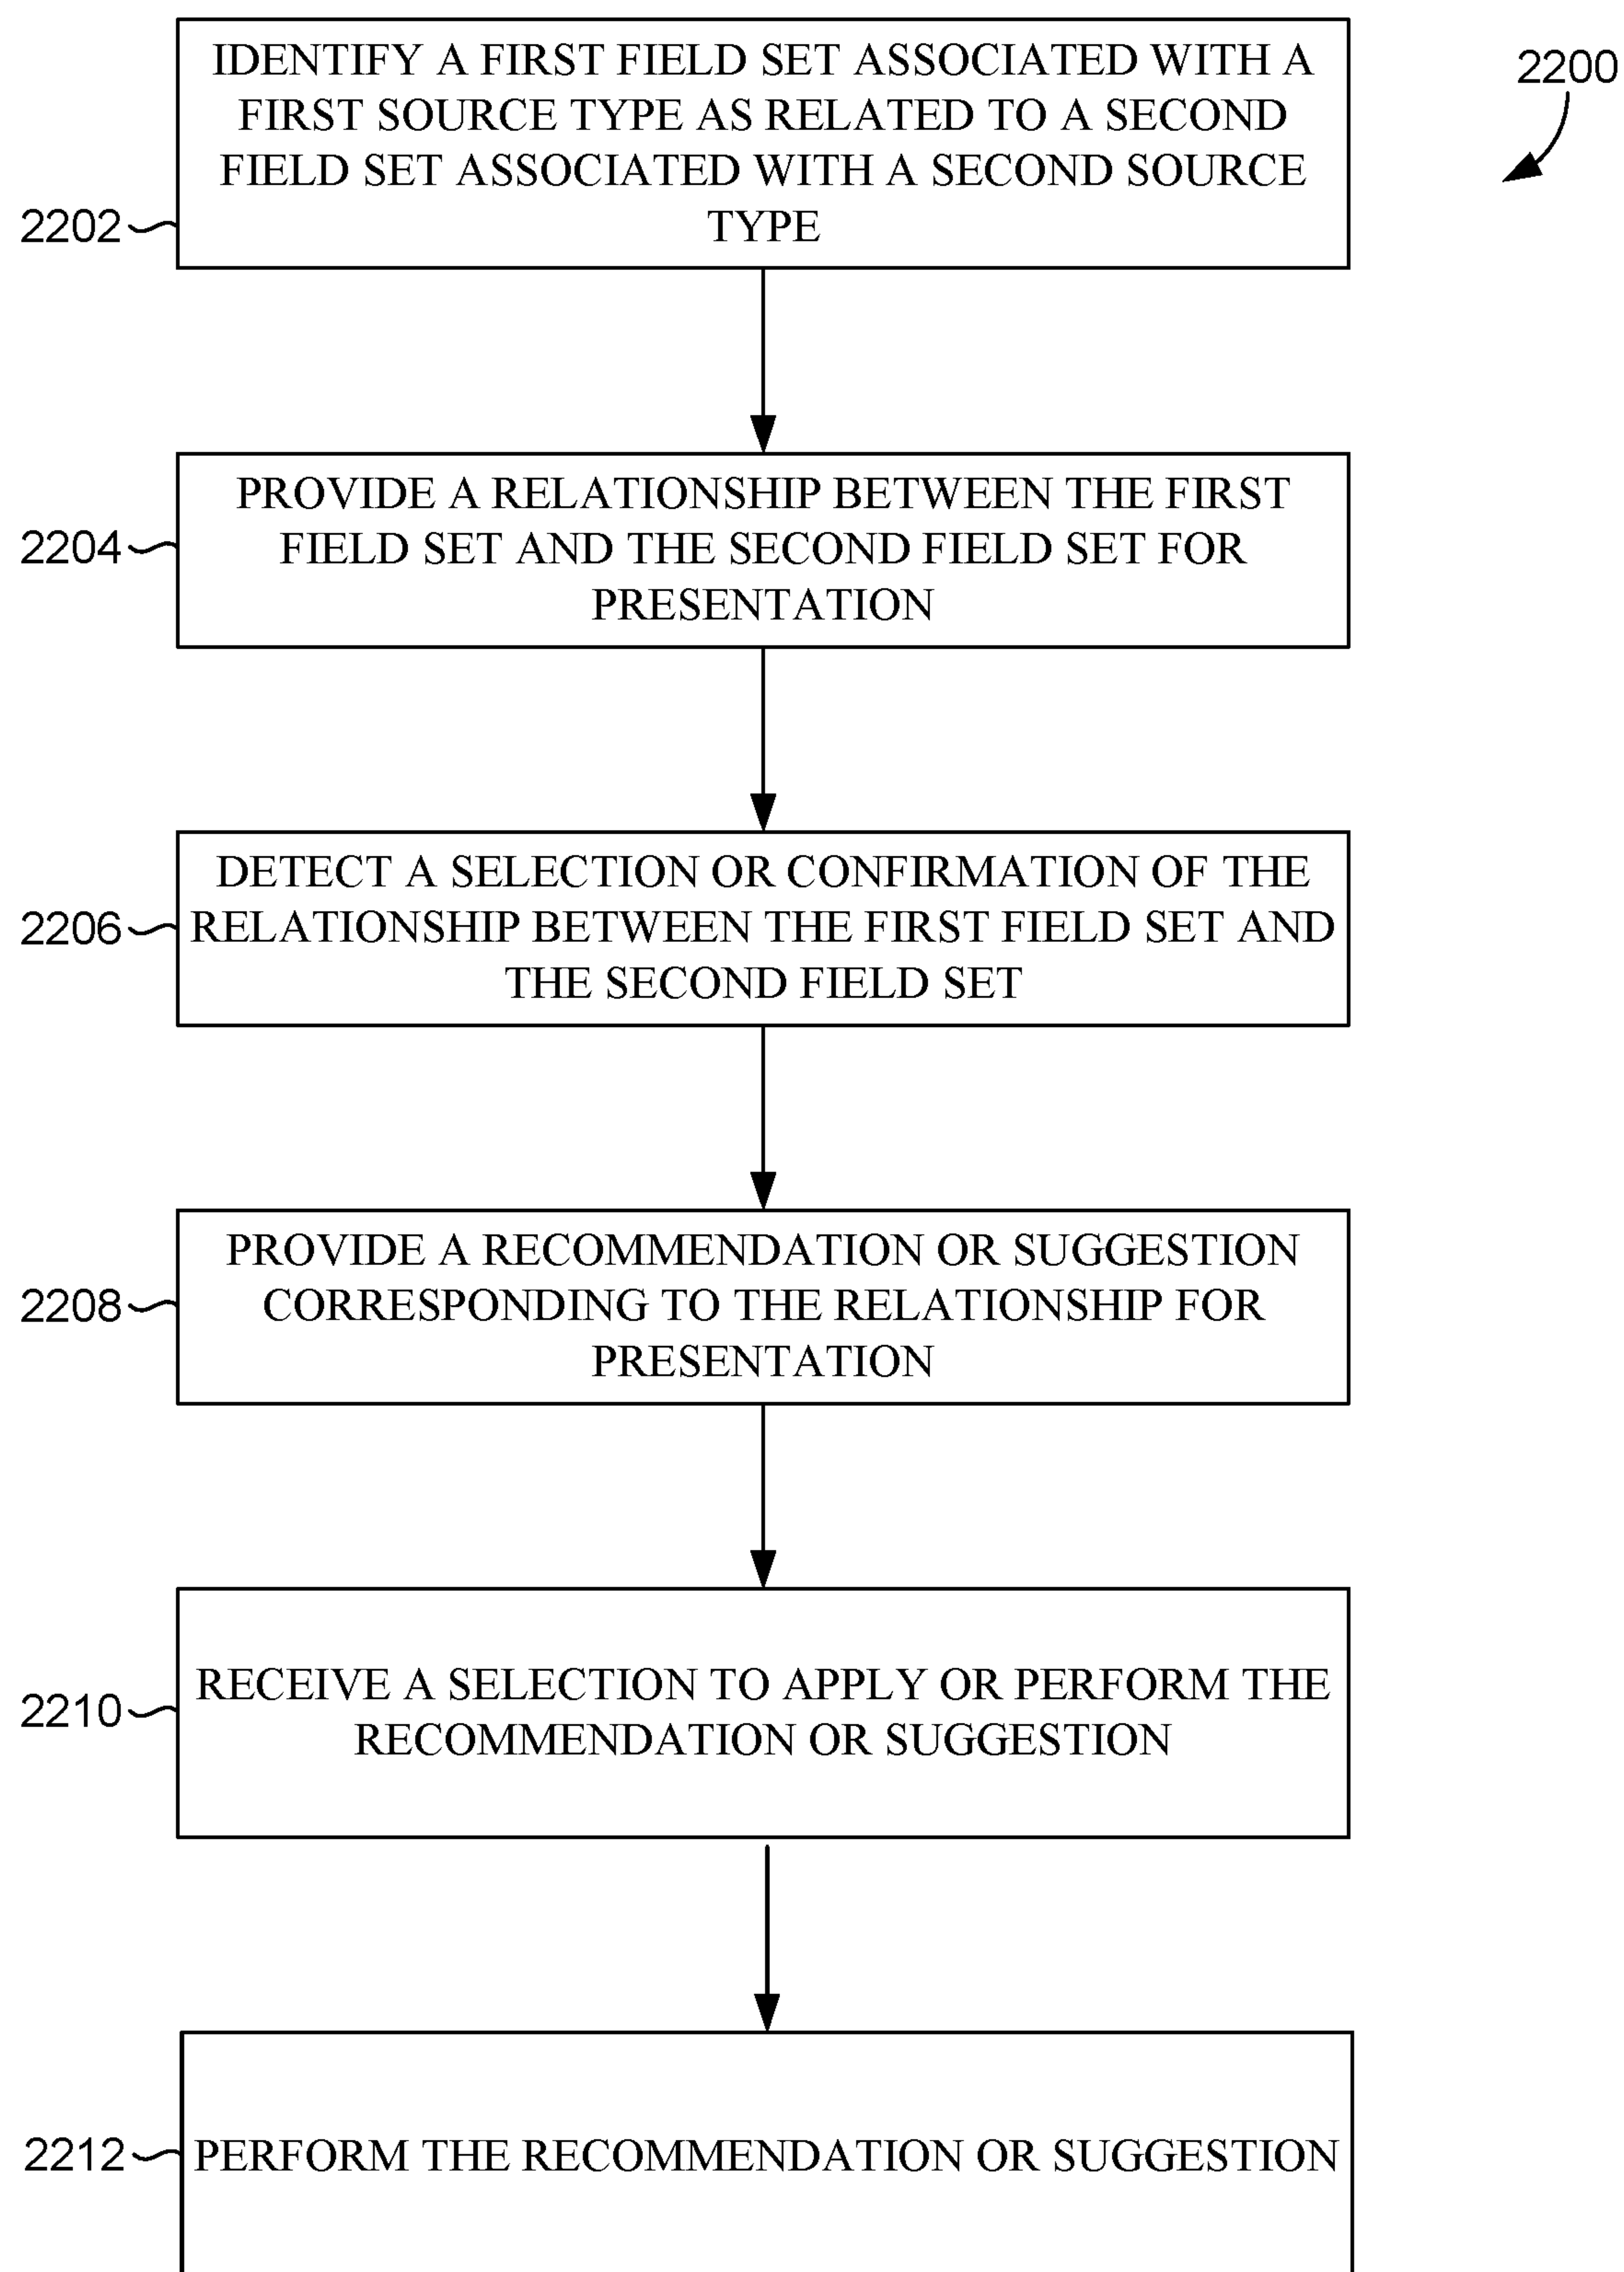 IDENTIFY A FIRST FIELD SET ASSOCIATED WITH A
FIRST SOURCE TYPE AS RELATED TO A SECOND
FIELD SET ASSOCIATED WITH A SECOND SOURCE
TYPE
2200
2202
PROVIDE A RELATIONSHIP BETWEEN THE FIRST
FIELD SET AND THE SECOND FIELD SET FOR
PRESENTATION
2204
DETECT A SELECTION OR CONFIRMATION OF THE
RELATIONSHIP BETWEEN THE FIRST FIELD SET AND
THE SECOND FIELD SET
2206
PROVIDE A RECOMMENDATION OR SUGGESTION
CORRESPONDING TO THE RELATIONSHIP FOR
PRESENTATION
2208
RECEIVE A SELECTION TO APPLY OR PERFORM THE
RECOMMENDATION OR SUGGESTION
2210
PERFORM THE RECOMMENDATION OR SUGGESTION
2212